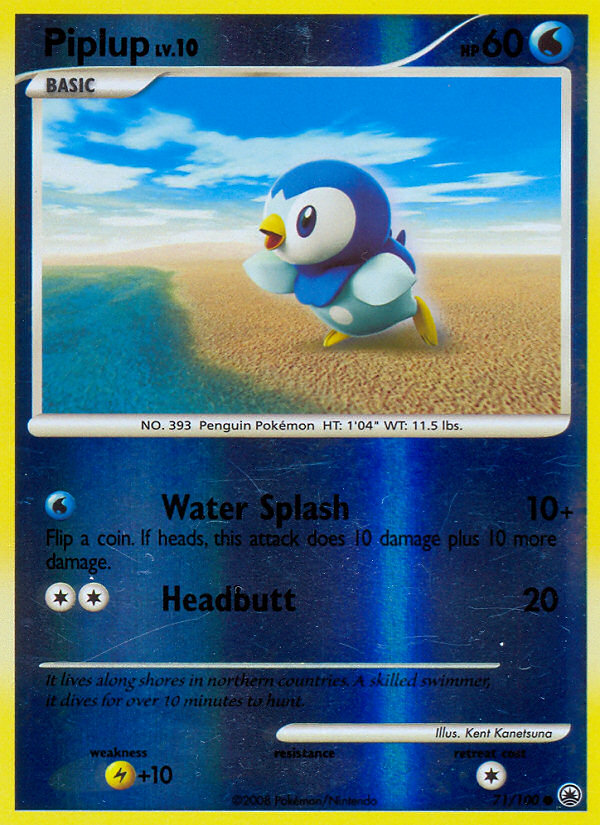 Piplup LV.10 HP 60
BASIC
NO. 393 Penguin Pokémon HT: 1'04" WT: 11.5 lbs.
Water Splash 10+
Flip a coin. If heads, this attack does 10 damage plus 10 more
damage.
Headbutt 20
It lives along shores in northern countries. A skilled swimmer,
it dives for over 10 minutes to hunt.
Illus. Kent Kanetsuna
weakness resistance retreat cost
+10
©2008 Pokémon/Nintendo 71/100